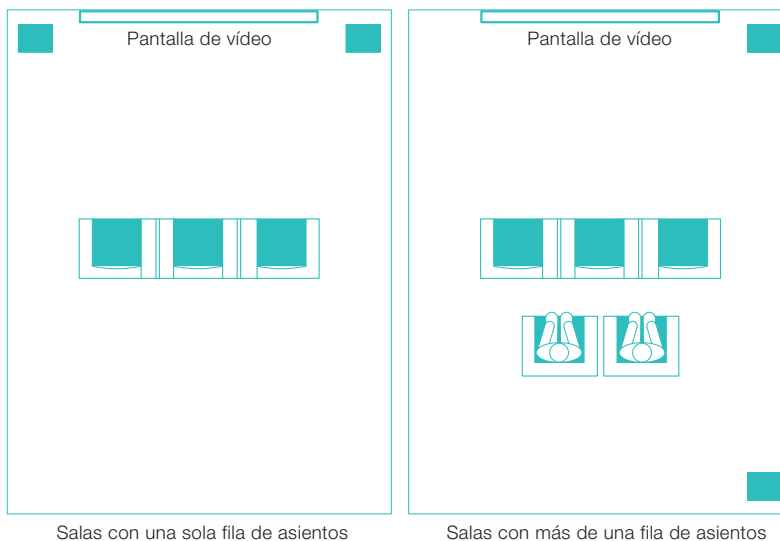 Pantalla de vídeo
Pantalla de vídeo
Salas con una sola fila de asientos
Salas con más de una fila de asientos